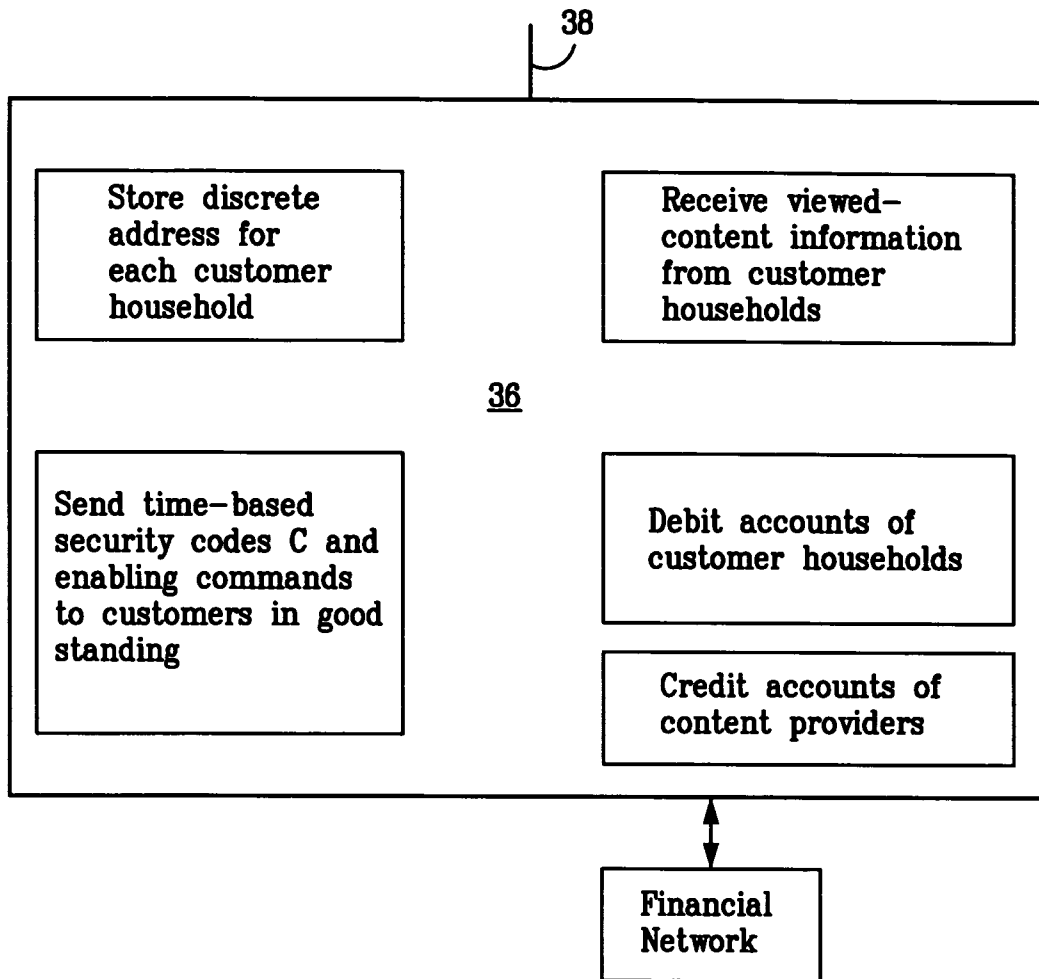 38
Store discrete
address for
each customer
household
Receive viewed-
content information
from customer
households
36
Send time-based
security codes C and
enabling commands
to customers in good
standing
Debit accounts of
customer households
Credit accounts of
content providers
Financial
Network